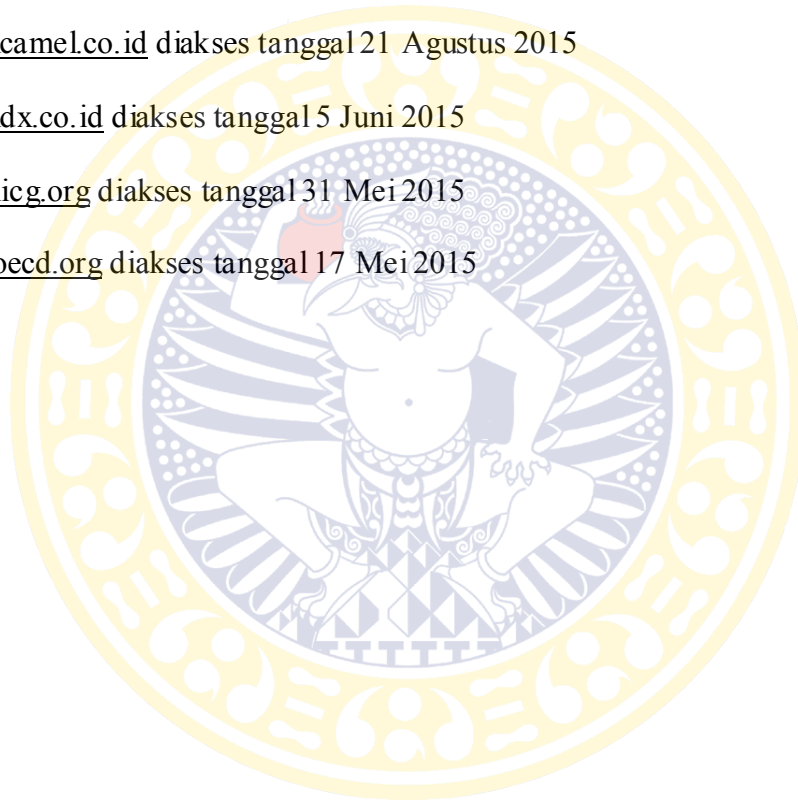 camel.co.id diakses tanggal 21 Agustus 2015
dx.co.id diakses tanggal 5 Juni 2015
icg.org diakses tanggal 31 Mei 2015
oecd.org diakses tanggal 17 Mei 2015